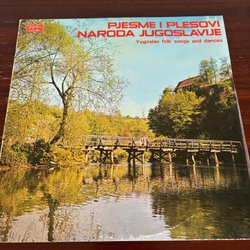 PJESME I PLESOVI
NARODA JUGOSLAVIJE
Yugoslav folk songs and dances